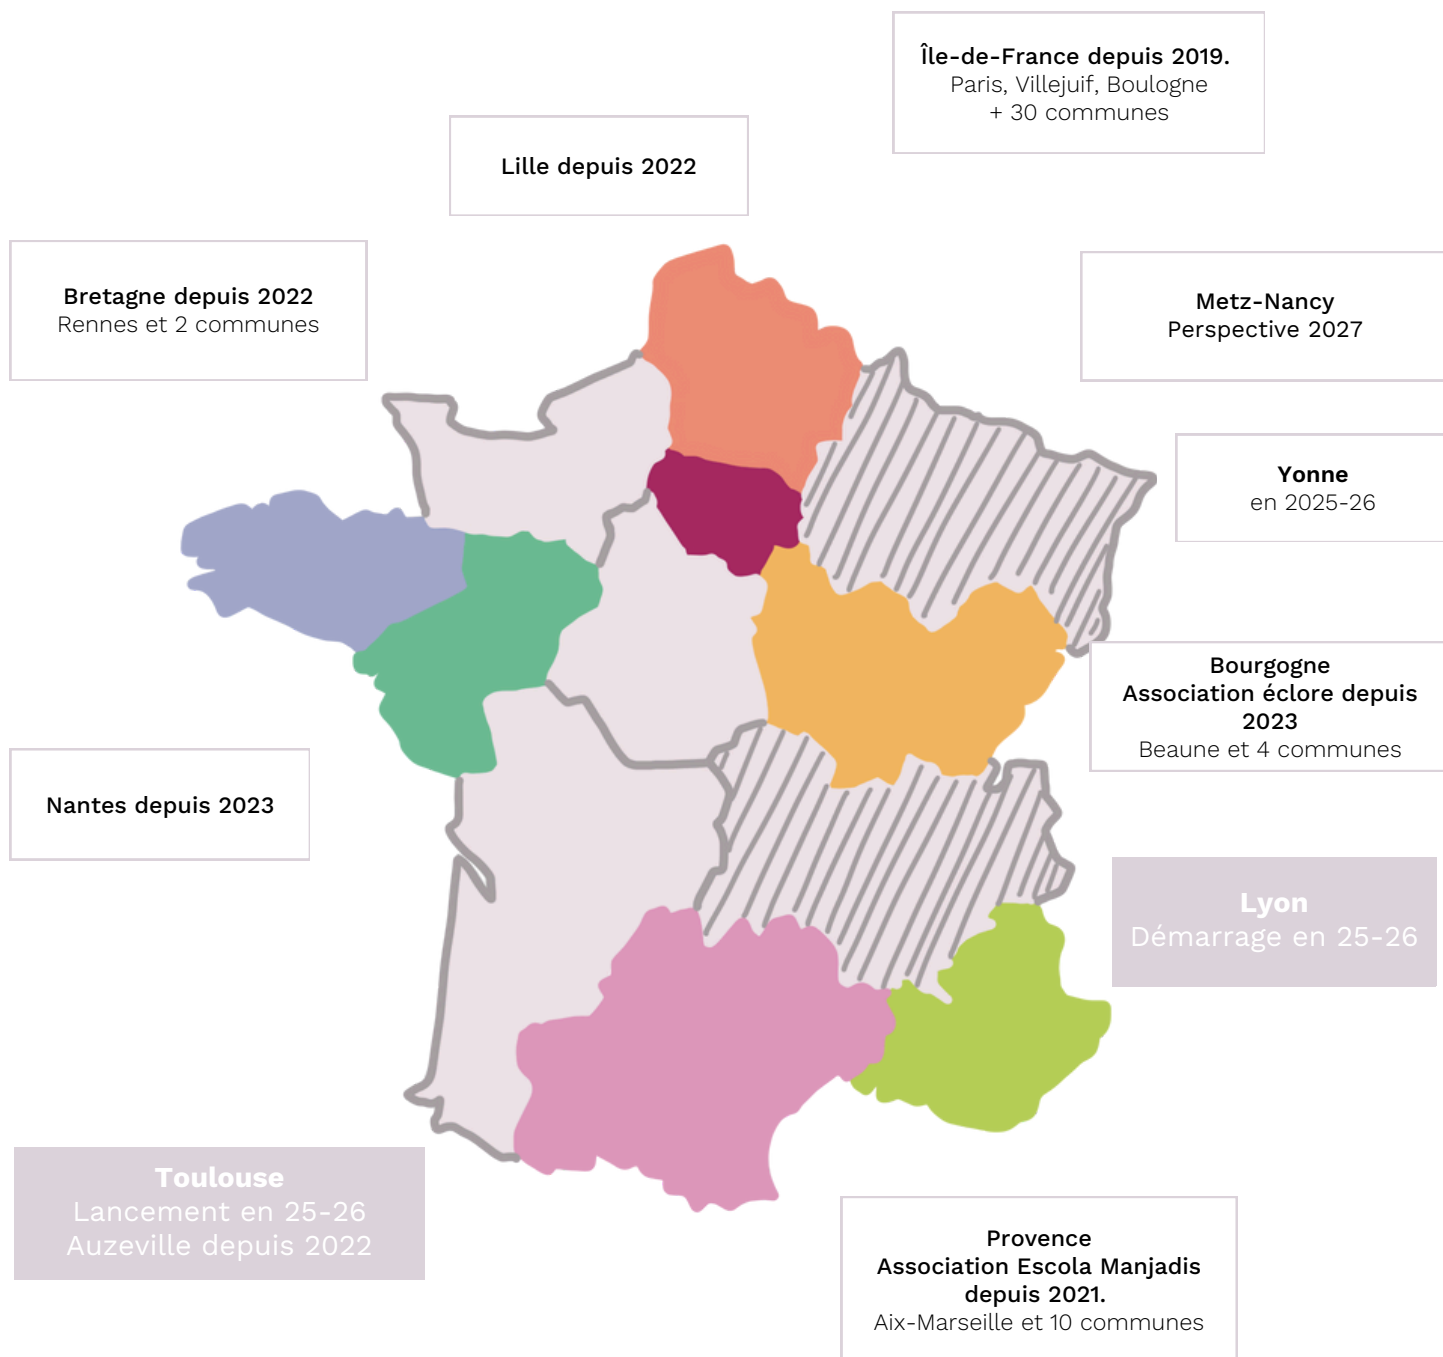 Île-de-France depuis 2019.
Paris, Villejuif, Boulogne
+ 30 communes
Lille depuis 2022
Bretagne depuis 2022
Rennes et 2 communes
Metz-Nancy
Perspective 2027
Yonne
en 2025-26
Bourgogne
Association éclore depuis
2023
Beaune et 4 communes
Nantes depuis 2023
Lyon
Démarrage en 25-26
Toulouse
Lancement en 25-26
Auzeville depuis 2022
Provence
Association Escola Manjadis
depuis 2021.
Aix-Marseille et 10 communes